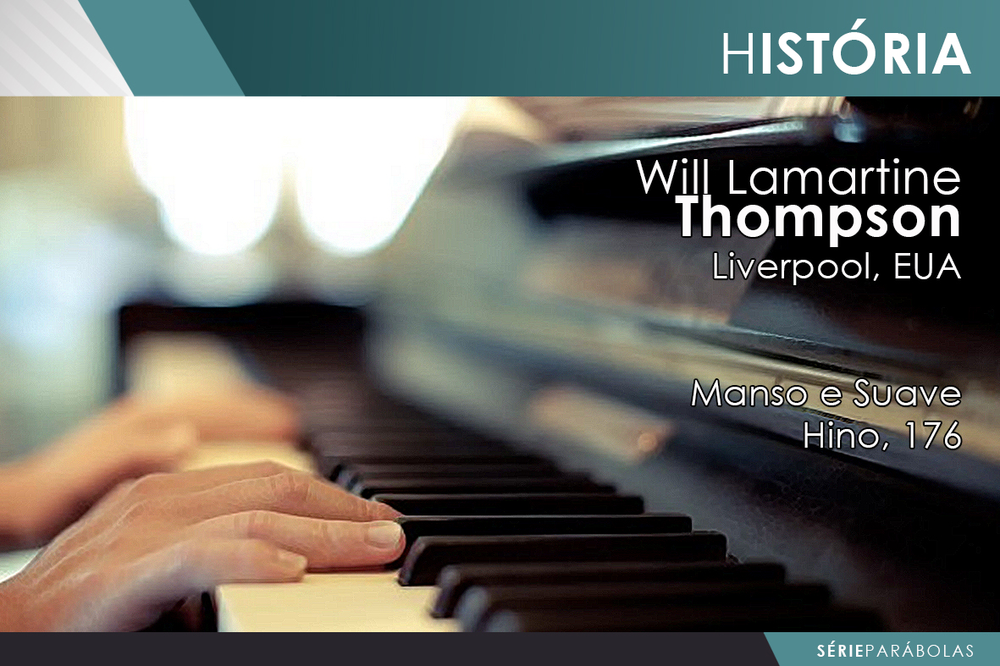 HISTÓRIA
Will Lamartine
Thompson
Liverpool, EUA
Manso e Suave
Hino, 176
SÉRIEPARÁBOLAS